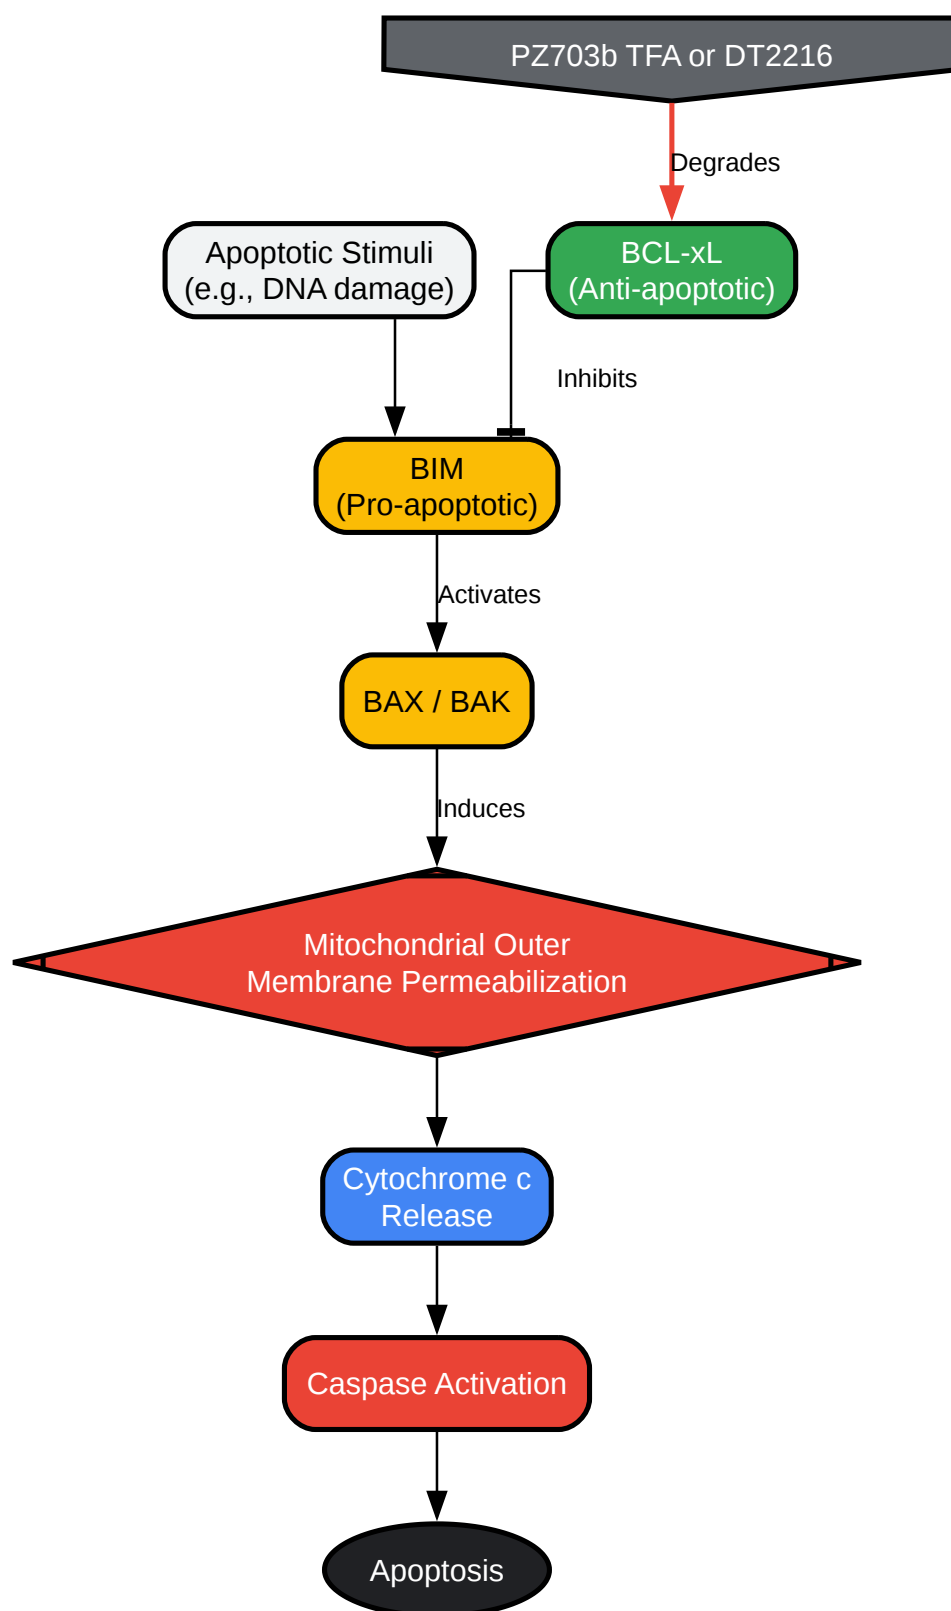 PZ703b TFA or DT2216
Degrades
Apoptotic Stimuli
(e.g., DNA damage)
BCL-xL
(Anti-apoptotic)
Inhibits
BIM
(Pro-apoptotic)
Activates
BAX / BAK
Induces
Mitochondrial Outer
Membrane Permeabilization
Cytochrome c
Release
Caspase Activation
Apoptosis